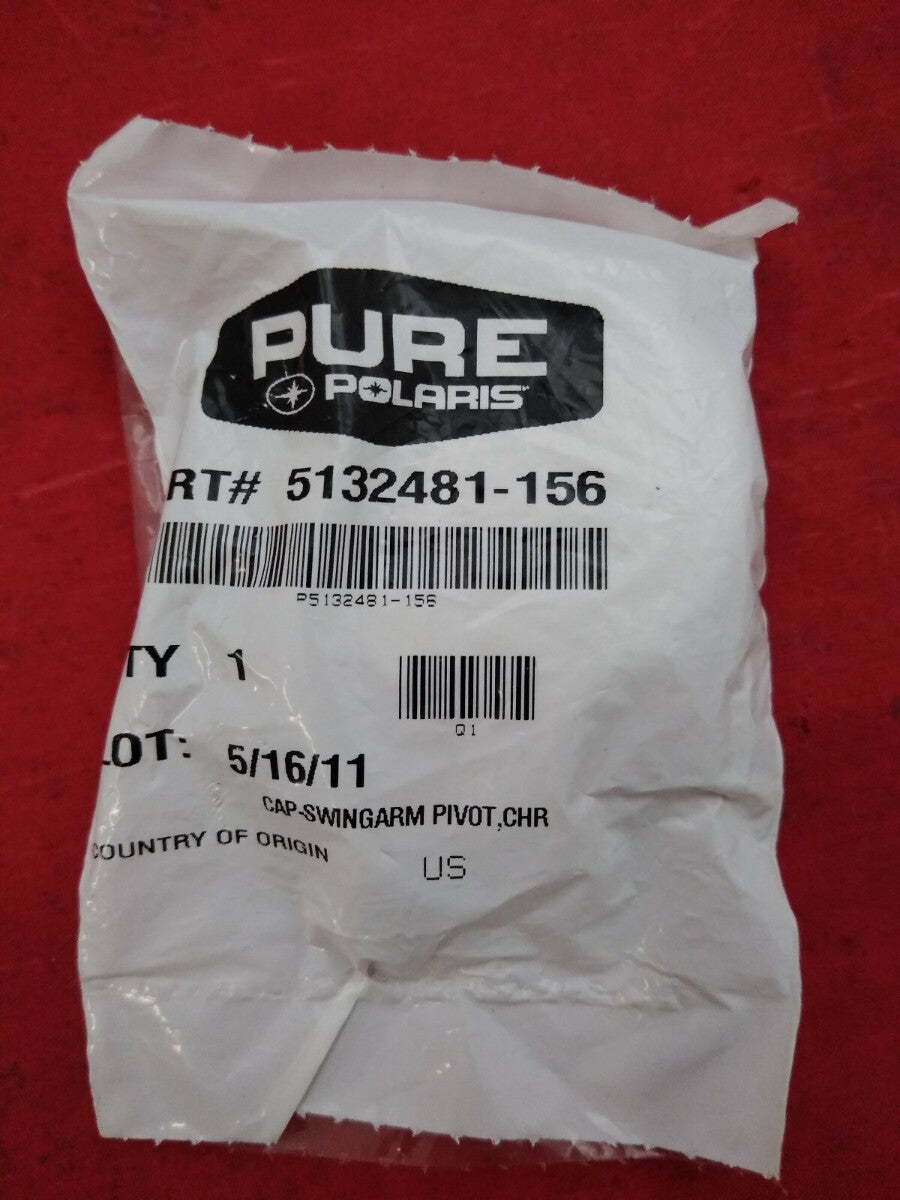 PURE
POLARIS
RT# 5132481-156
P5132481-156
TY 1
Q1
LOT: 5/16/11
CAP-SWINGARM PIVOT,CHR
COUNTRY OF ORIGIN US